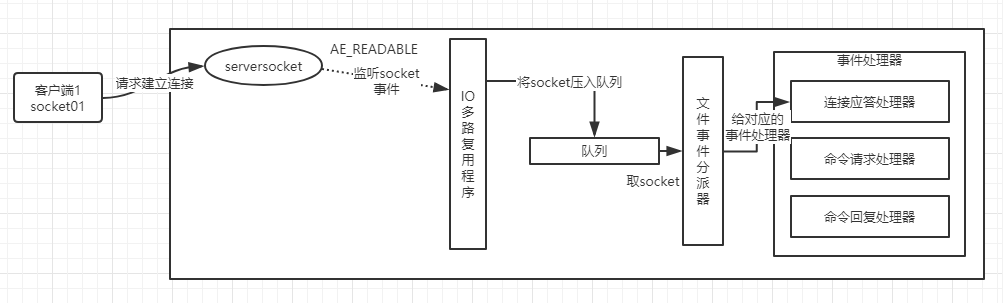 客户端1
socket01
请求建立连接
serversocket
AE_READABLE
监听socket
事件
IO
多
路
复
用
程
序
将socket压入队列
队列
取socket
文
件
事
件
分
派
器
给对应的
事件处理器
事件处理器
连接应答处理器
命令请求处理器
命令回复处理器